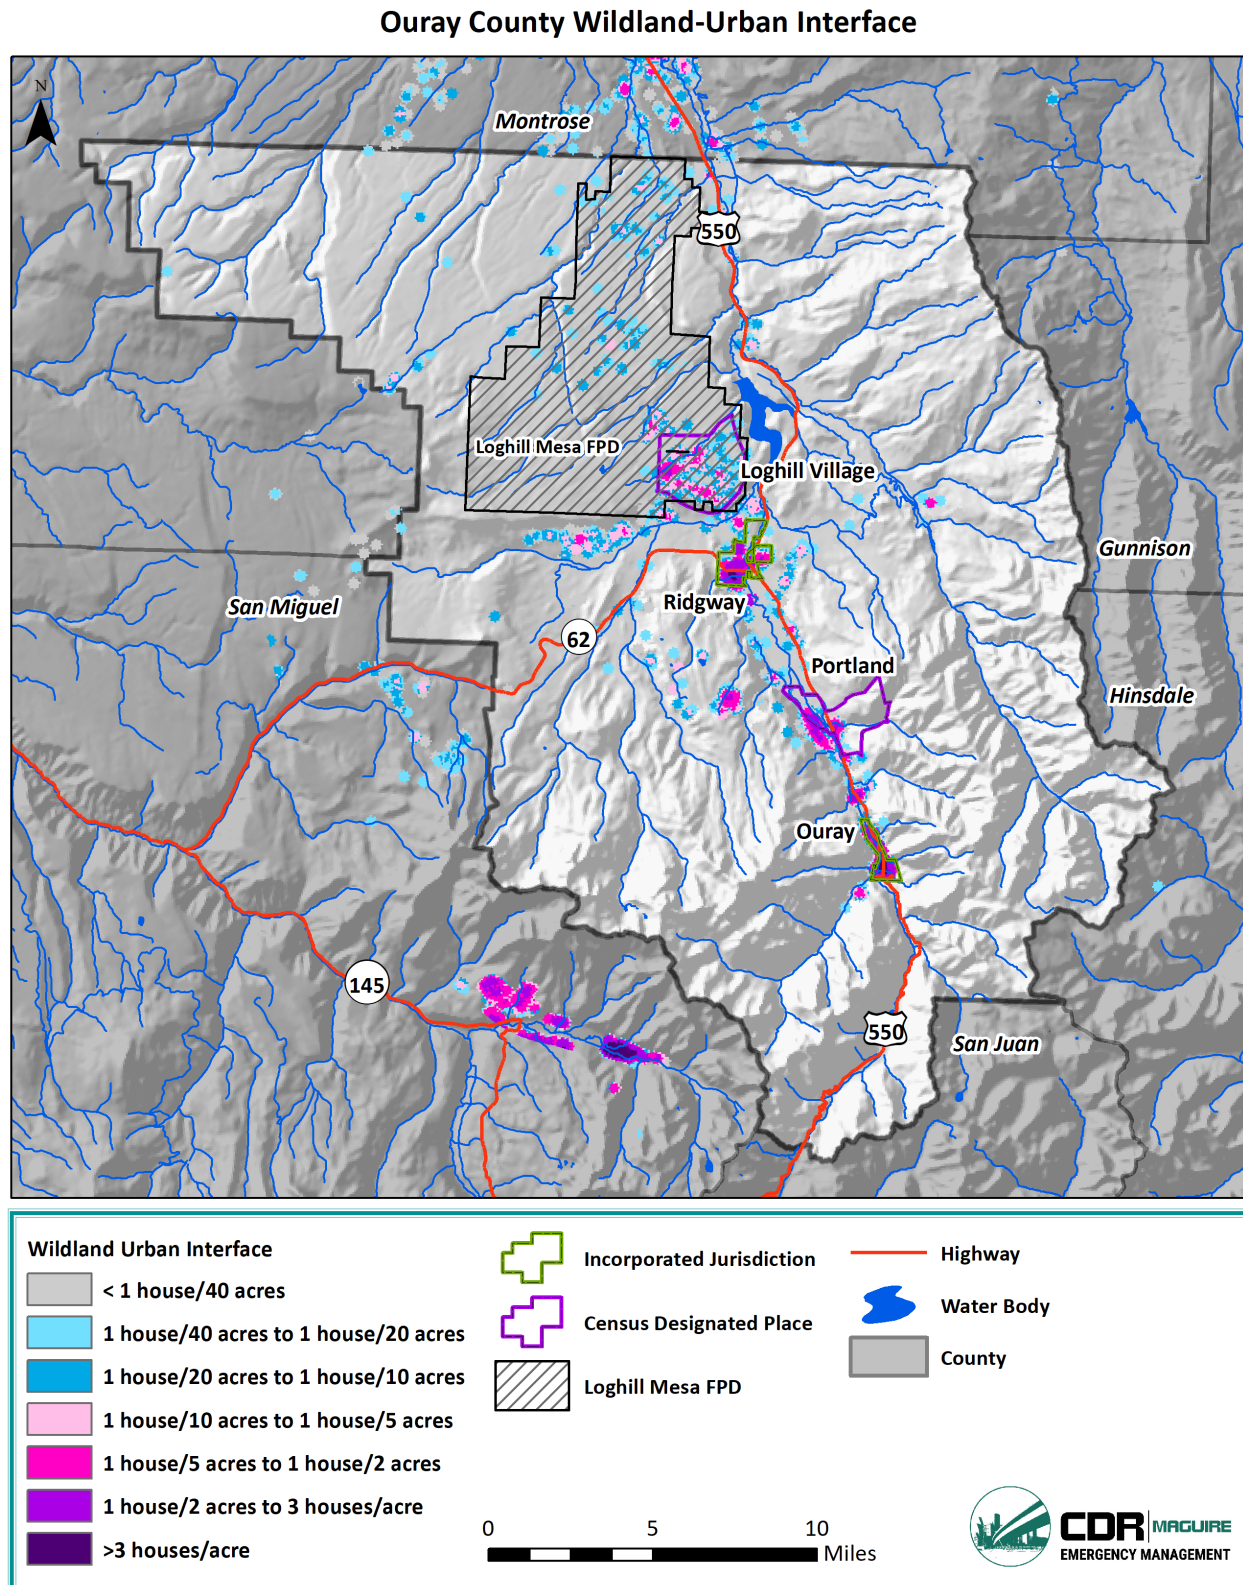 Ouray County Wildland-Urban Interface
N
Montrose
550
Loghill Mesa FPD
Loghill Village
Gunnison
San Miguel
Ridgway
62
Portland
Hinsdale
Ouray
145
550
San Juan
Wildland Urban Interface
< 1 house/40 acres
1 house/40 acres to 1 house/20 acres
1 house/20 acres to 1 house/10 acres
1 house/10 acres to 1 house/5 acres
1 house/5 acres to 1 house/2 acres
1 house/2 acres to 3 houses/acre
>3 houses/acre
Incorporated Jurisdiction
Census Designated Place
Loghill Mesa FPD
Highway
Water Body
County
0 5 10
Miles
CDR MAGUIRE
EMERGENCY MANAGEMENT